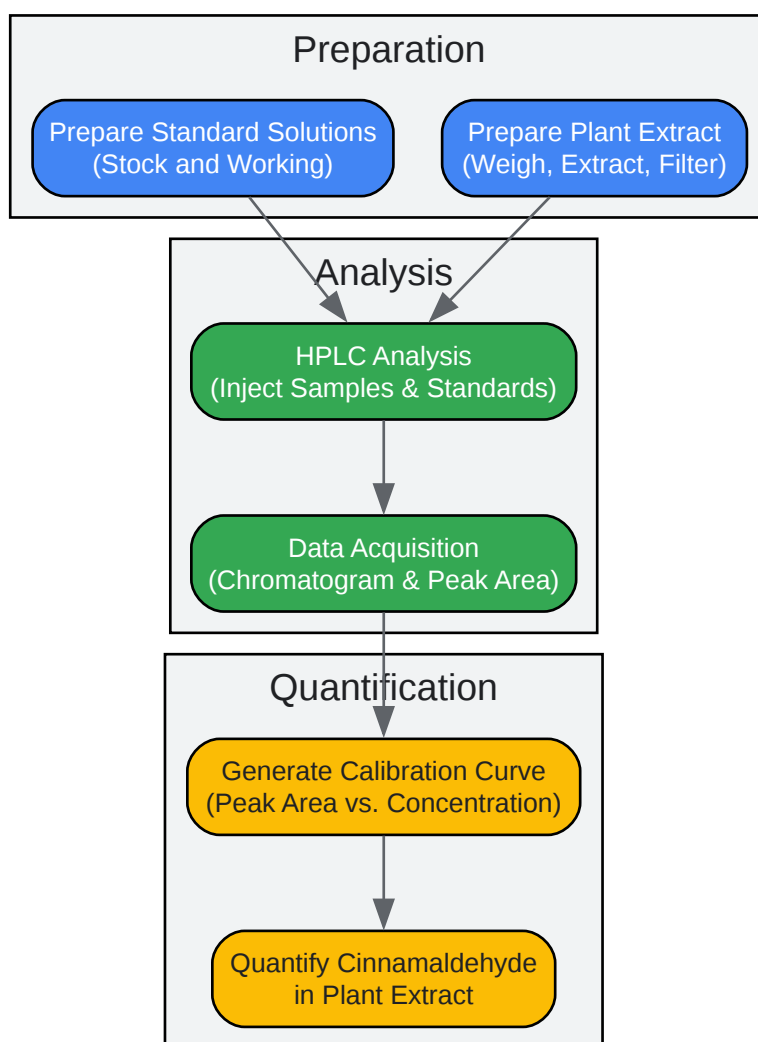 Preparation
Prepare Standard Solutions
(Stock and Working)
Prepare Plant Extract
(Weigh, Extract, Filter)
Analysis
HPLC Analysis
(Inject Samples & Standards)
Data Acquisition
(Chromatogram & Peak Area)
Quantification
Generate Calibration Curve
(Peak Area vs. Concentration)
Quantify Cinnamaldehyde
in Plant Extract